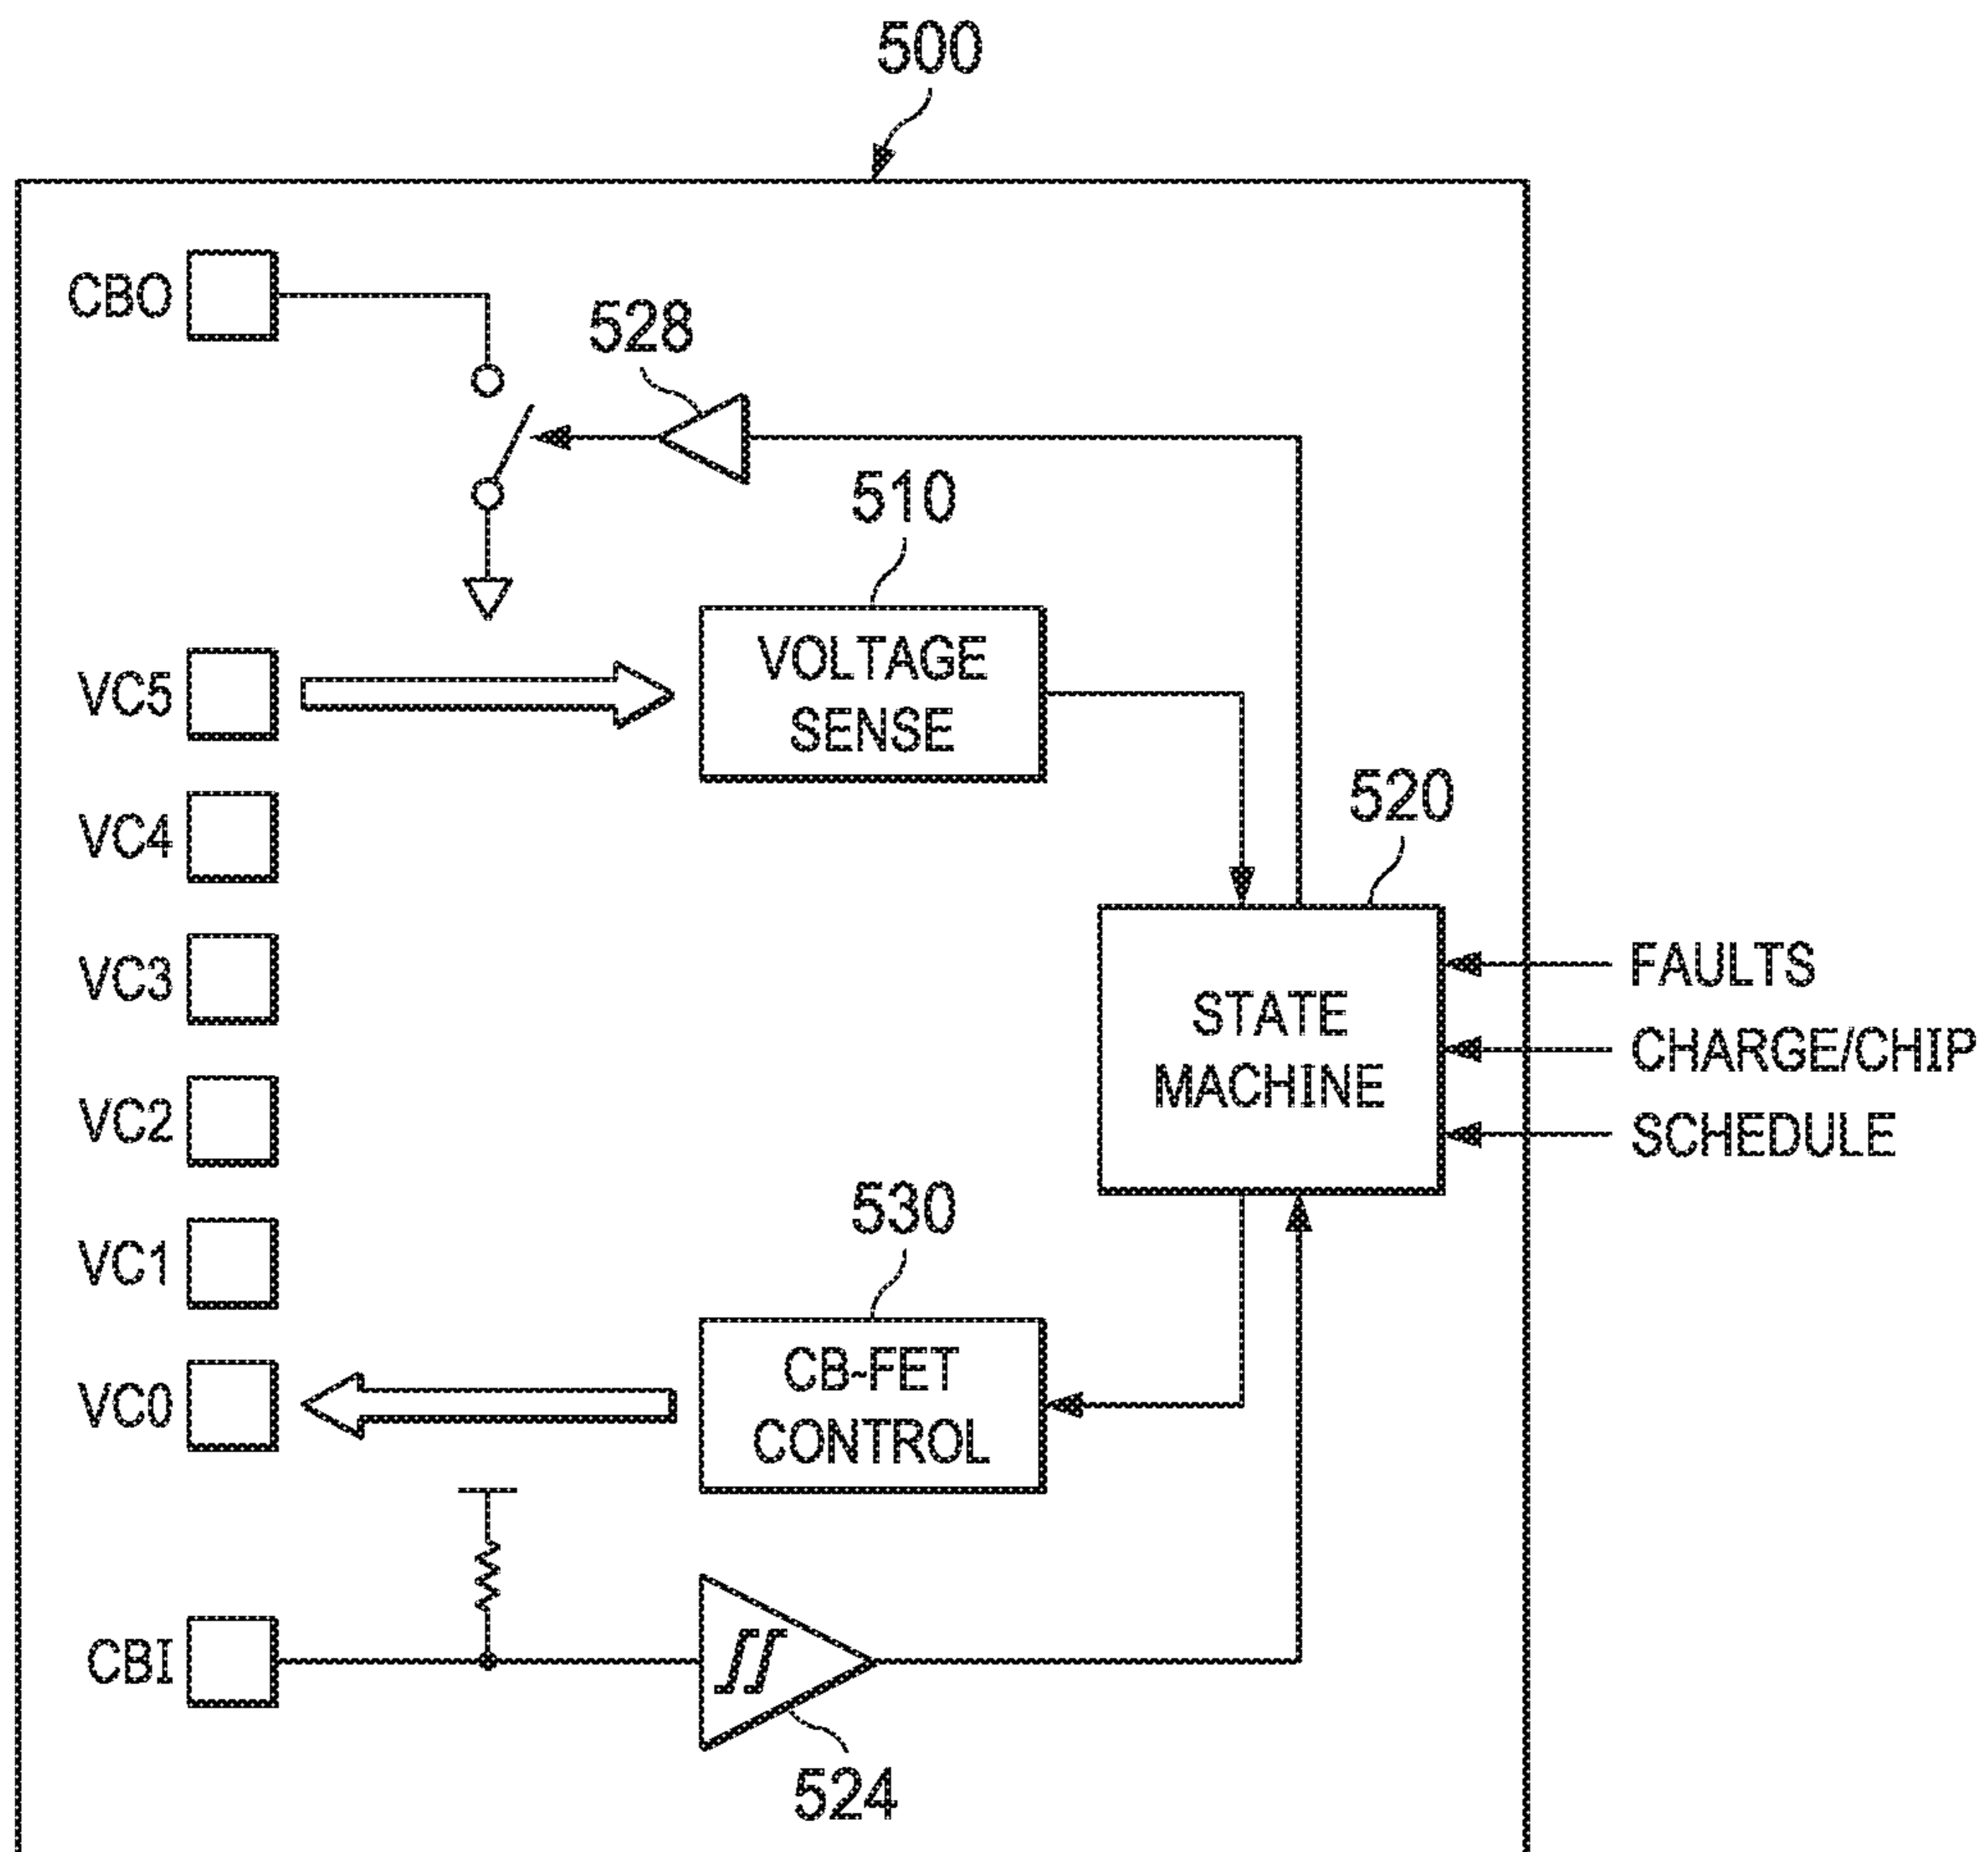 500
CBO
528
510
VC5
VOLTAGE
SENSE
520
VC4
VC3
FAULTS
STATE
MACHINE
CHARGE/CHIP
SCHEDULE
VC2
530
VC1
VC0
CB-FET
CONTROL
CBI
524